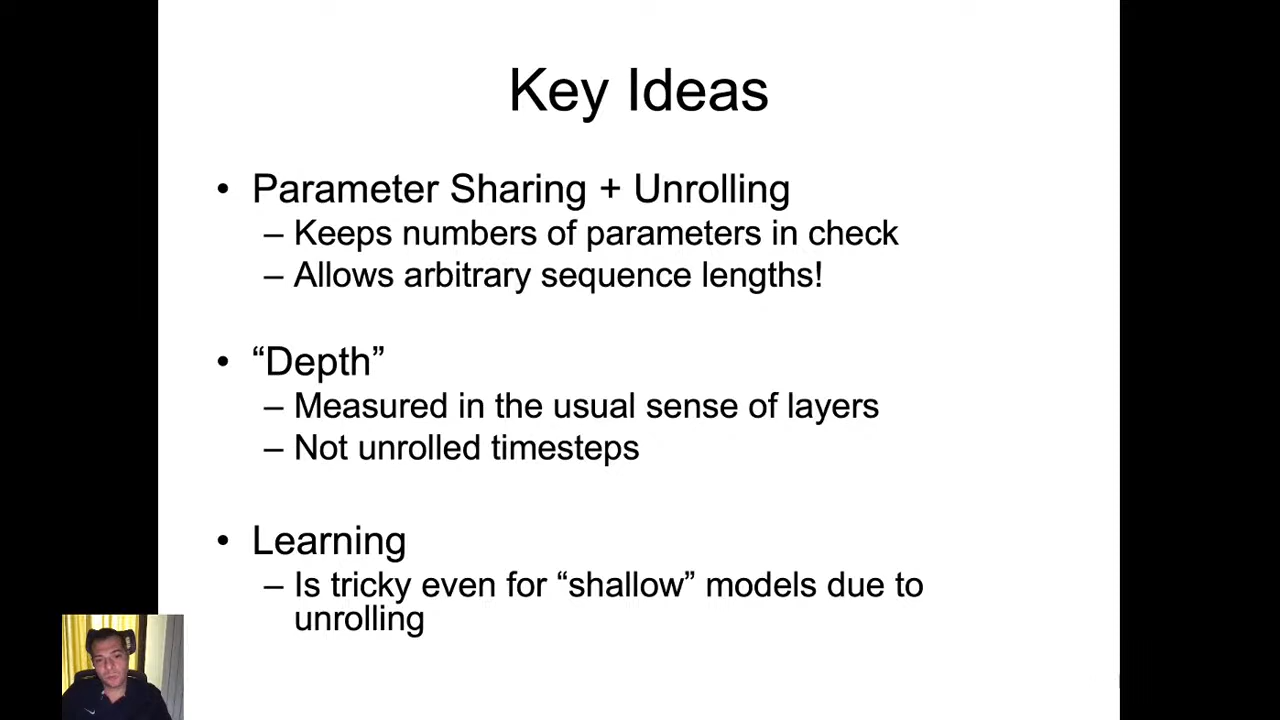 Key Ideas
• Parameter Sharing + Unrolling
– Keeps numbers of parameters in check
– Allows arbitrary sequence lengths!
• “Depth”
– Measured in the usual sense of layers
– Not unrolled timesteps
• Learning
– Is tricky even for “shallow” models due to
unrolling